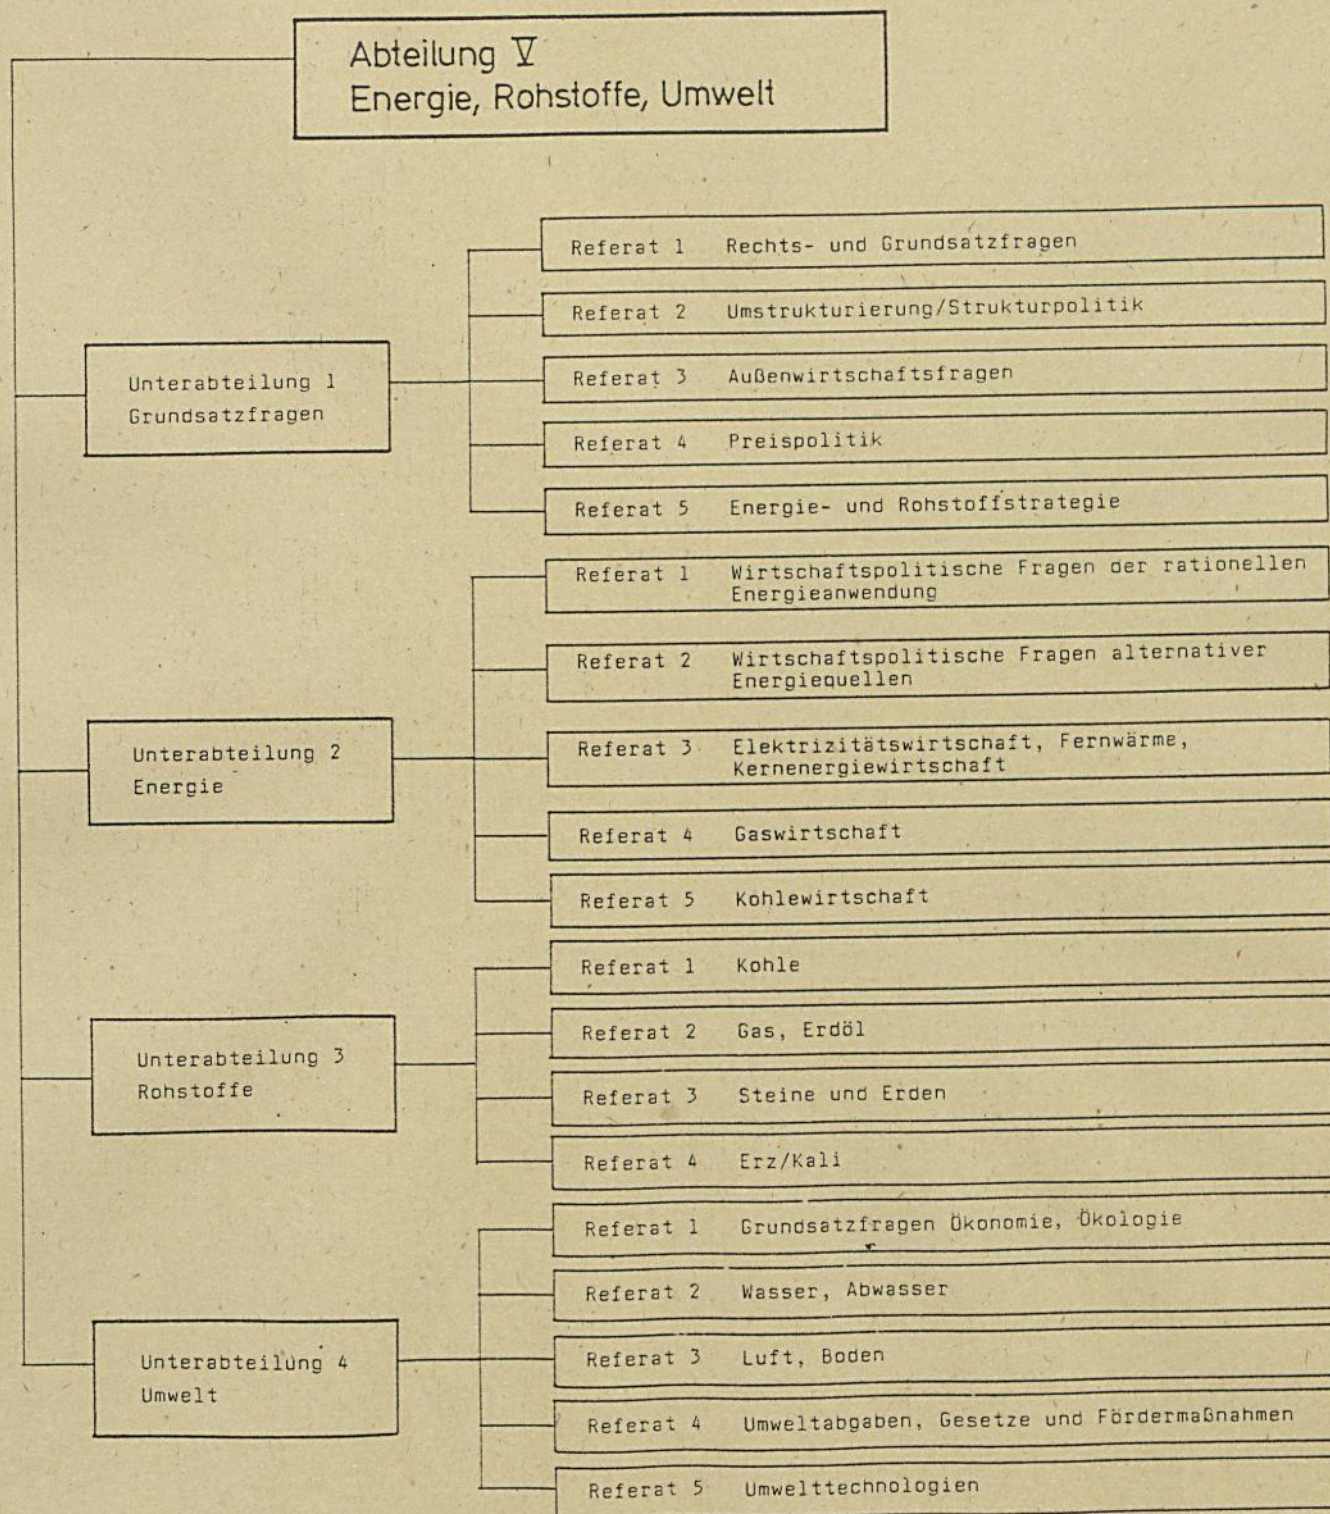 Abteilung V
Energie, Rohstoffe, Umwelt
Unterabteilung 1
Grundsatzfragen
Referat 1 Rechts- und Grundsatzfragen
Referat 2 Umstrukturierung/Strukturpolitik
Referat 3 Außenwirtschaftsfragen
Referat 4 Preispolitik
Referat 5 Energie- und Rohstoffstrategie
Unterabteilung 2
Energie
Referat 1 Wirtschaftspolitische Fragen der rationellen
Energieanwendung
Referat 2 Wirtschaftspolitische Fragen alternativer
Energiequellen
Referat 3 Elektrizitätswirtschaft, Fernwärme,
Kernenergiewirtschaft
Referat 4 Gaswirtschaft
Referat 5 Kohlewirtschaft
Unterabteilung 3
Rohstoffe
Referat 1 Kohle
Referat 2 Gas, Erdöl
Referat 3 Steine und Erden
Referat 4 Erz/Kali
Unterabteilung 4
Umwelt
Referat 1 Grundsatzfragen Ökonomie, Ökologie
Referat 2 Wasser, Abwasser
Referat 3 Luft, Boden
Referat 4 Umweltabgaben, Gesetze und Fördermaßnahmen
Referat 5 Umwelttechnologien